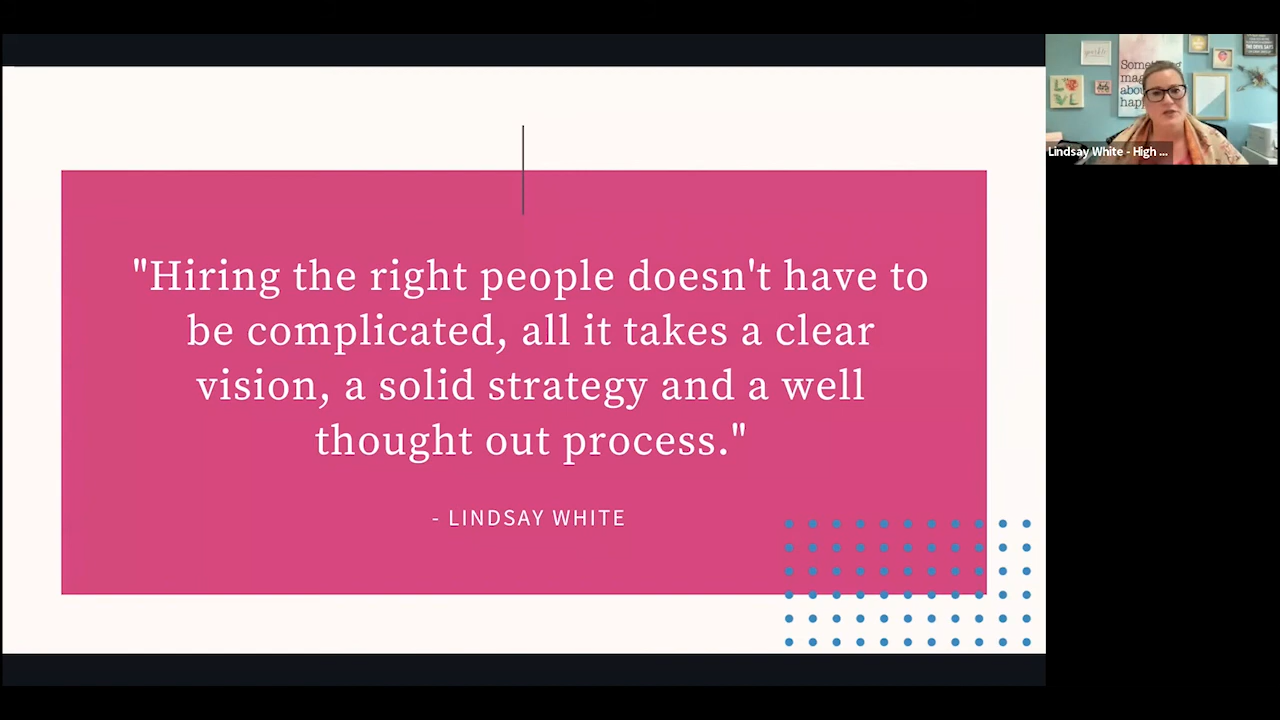 "Hiring the right people doesn't have to
be complicated, all it takes a clear
vision, a solid strategy and a well
thought out process."
- LINDSAY WHITE
Lindsay White - High ...
LOVE